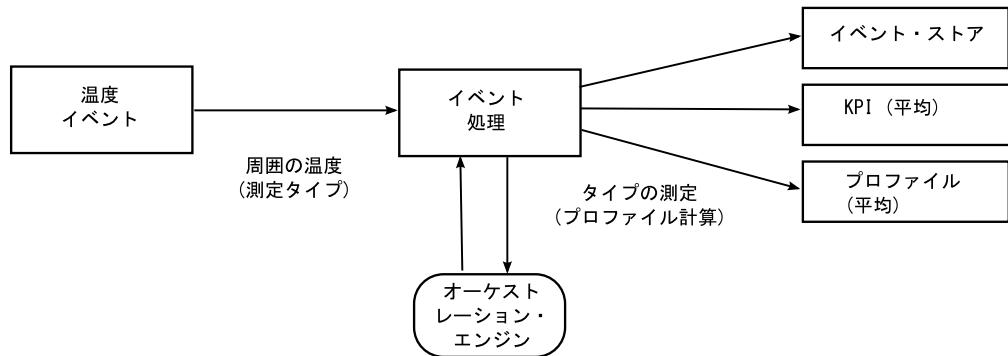 温度
イベント
周囲の温度
（測定タイプ）
イベント
処理
オーケスト
レーション・
エンジン
タイプの測定
（プロファイル計算）
イベント・ストア
KPI （平均）
プロファイル
（平均）